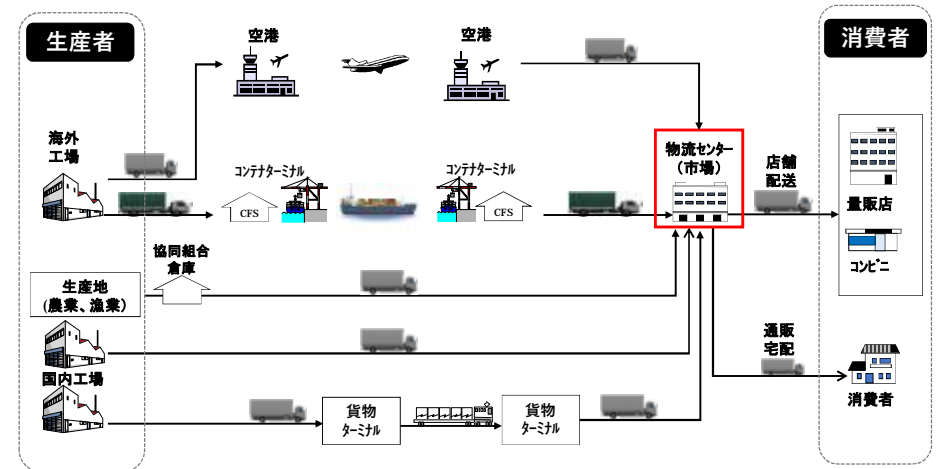 生産者
消費者
空港
空港
海外
工場
コンテナターミナル
CFS
コンテナターミナル
CFS
物流センター
(市場)
店舗
配送
量販店
コンビニ
協同組合
倉庫
生産地
(農業、漁業)
国内工場
通販
宅配
消費者
貨物
ターミナル
貨物
ターミナル